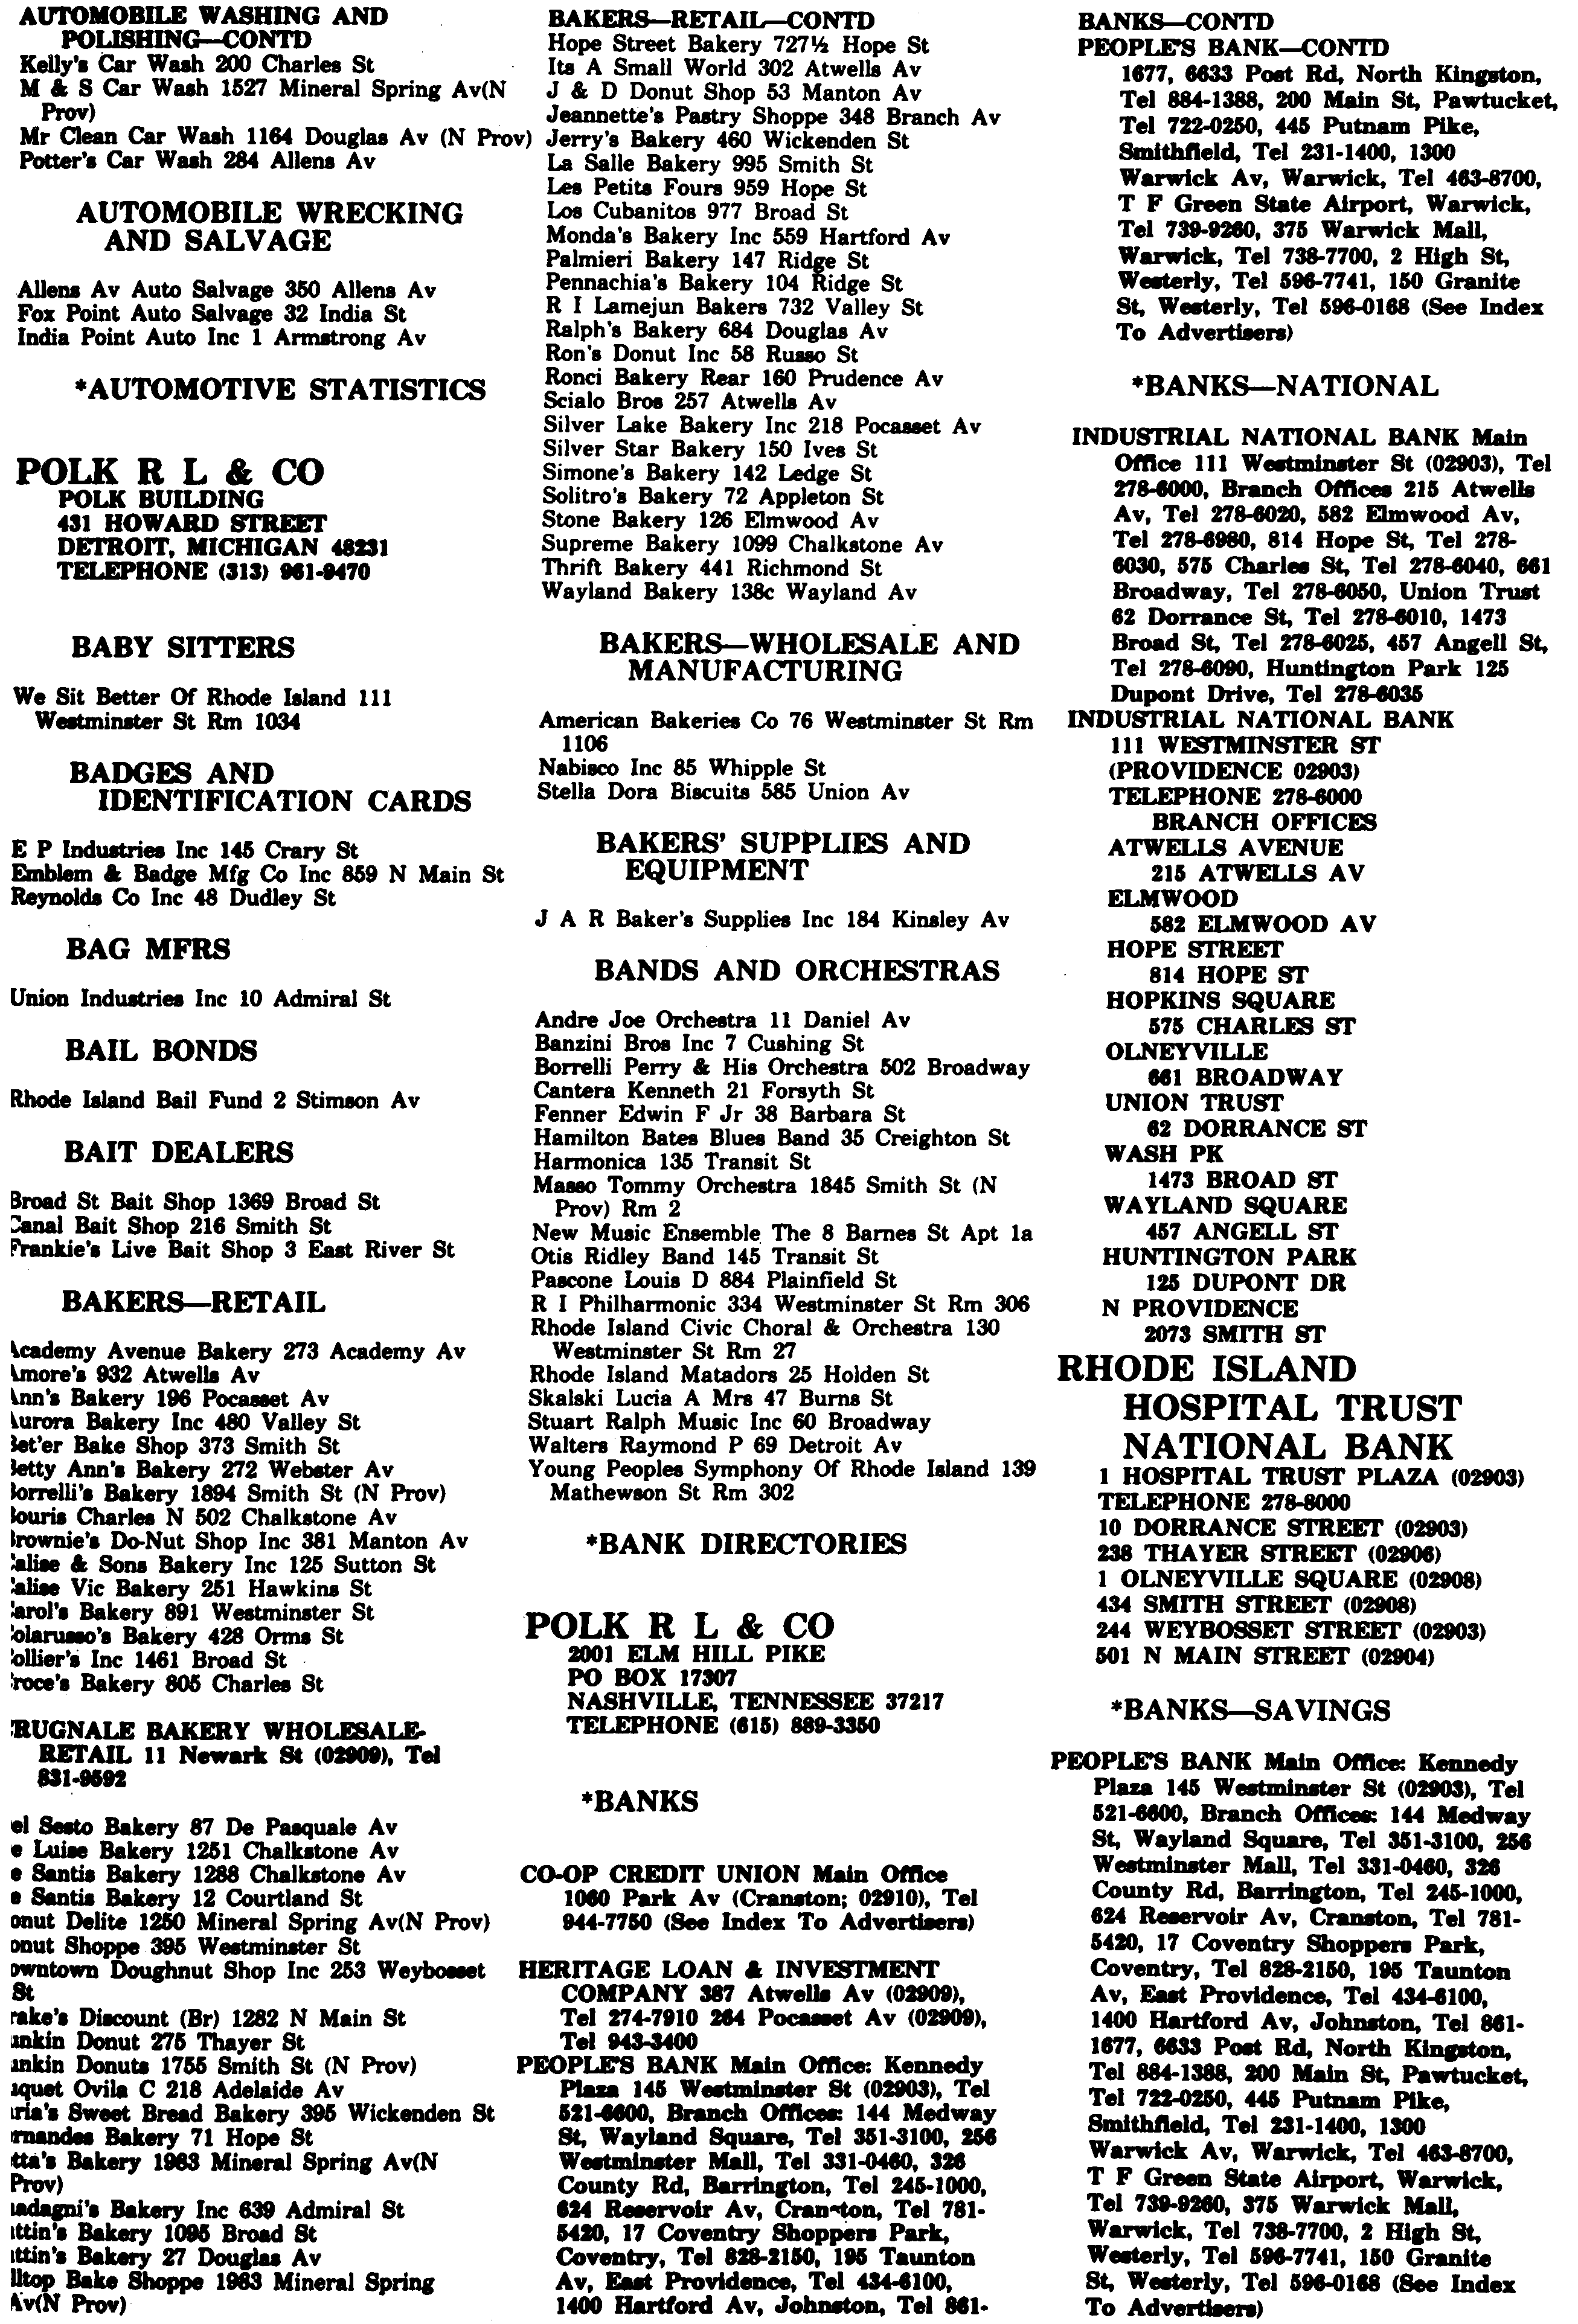 AUTOMOBILE WASHING AND
POLISHING—CONTD
Kelly's Car Wash 200 Charles St
M & S Car Wash 1527 Mineral Spring Av(N
Prov)
Mr Clean Car Wash 1164 Douglas Av (N Prov)
Potter's Car Wash 284 Allens Av
AUTOMOBILE WRECKING
AND SALVAGE
Allens Av Auto Salvage 350 Allens Av
Fox Point Auto Salvage 32 India St
India Point Auto Inc 1 Armstrong Av
*AUTOMOTIVE STATISTICS
POLK R L & CO
POLK BUILDING
431 HOWARD STREET
DETROIT, MICHIGAN 48231
TELEPHONE (313) 961-9470
BABY SITTERS
We Sit Better Of Rhode Island 111
Westminster St Rm 1034
BADGES AND
IDENTIFICATION CARDS
E P Industries Inc 145 Crary St
Emblem & Badge Mfg Co Inc 859 N Main St
Reynolds Co Inc 48 Dudley St
BAG MFRS
Union Industries Inc 10 Admiral St
BAIL BONDS
Rhode Island Bail Fund 2 Stimson Av
BAIT DEALERS
Broad St Bait Shop 1369 Broad St
Canal Bait Shop 216 Smith St
Frankie's Live Bait Shop 3 East River St
BAKERS—RETAIL
Academy Avenue Bakery 273 Academy Av
Amore's 932 Atwells Av
Ann's Bakery 196 Pocasset Av
Aurora Bakery Inc 480 Valley St
Bet'er Bake Shop 373 Smith St
Betty Ann's Bakery 272 Webster Av
Borrelli's Bakery 1894 Smith St (N Prov)
Bouris Charles N 502 Chalkstone Av
Brownie's Do-Nut Shop Inc 381 Manton Av
alise & Sons Bakery Inc 125 Sutton St
alise Vic Bakery 251 Hawkins St
arol's Bakery 891 Westminster St
olarusso's Bakery 428 Orms St
ollier's Inc 1461 Broad St
roce's Bakery 805 Charles St
RUGNALE BAKERY WHOLESALE-
RETAIL 11 Newark St (02909), Tel
831-9592
el Sesto Bakery 87 De Pasquale Av
e Luise Bakery 1251 Chalkstone Av
e Santis Bakery 1288 Chalkstone Av
e Santis Bakery 12 Courtland St
onut Delite 1250 Mineral Spring Av(N Prov)
onut Shoppe 395 Westminster St
owntown Doughnut Shop Inc 253 Weybosset
St
rake's Discount (Br) 1282 N Main St
unkin Donut 275 Thayer St
unkin Donuts 1755 Smith St (N Prov)
uquet Ovila C 218 Adelaide Av
aria's Sweet Bread Bakery 395 Wickenden St
ernandes Bakery 71 Hope St
tta's Bakery 1963 Mineral Spring Av(N
Prov)
uadagni's Bakery Inc 639 Admiral St
ttin's Bakery 1095 Broad St
ttin's Bakery 27 Douglas Av
lltop Bake Shoppe 1963 Mineral Spring
Av(N Prov)
BAKERS—RETAIL—CONTD
Hope Street Bakery 727½ Hope St
Its A Small World 302 Atwells Av
J & D Donut Shop 53 Manton Av
Jeannette's Pastry Shoppe 348 Branch Av
Jerry's Bakery 460 Wickenden St
La Salle Bakery 995 Smith St
Les Petits Fours 959 Hope St
Los Cubanitos 977 Broad St
Monda's Bakery Inc 559 Hartford Av
Palmieri Bakery 147 Ridge St
Pennachia's Bakery 104 Ridge St
R I Lamejun Bakers 732 Valley St
Ralph's Bakery 684 Douglas Av
Ron's Donut Inc 58 Russo St
Ronci Bakery Rear 160 Prudence Av
Scialo Bros 257 Atwells Av
Silver Lake Bakery Inc 218 Pocasset Av
Silver Star Bakery 150 Ives St
Simone's Bakery 142 Ledge St
Solitro's Bakery 72 Appleton St
Stone Bakery 126 Elmwood Av
Supreme Bakery 1099 Chalkstone Av
Thrift Bakery 441 Richmond St
Wayland Bakery 138c Wayland Av
BAKERS—WHOLESALE AND
MANUFACTURING
American Bakeries Co 76 Westminster St Rm
1106
Nabisco Inc 85 Whipple St
Stella Dora Biscuits 585 Union Av
BAKERS' SUPPLIES AND
EQUIPMENT
J A R Baker's Supplies Inc 184 Kinsley Av
BANDS AND ORCHESTRAS
Andre Joe Orchestra 11 Daniel Av
Banzini Bros Inc 7 Cushing St
Borrelli Perry & His Orchestra 502 Broadway
Cantera Kenneth 21 Forsyth St
Fenner Edwin F Jr 38 Barbara St
Hamilton Bates Blues Band 35 Creighton St
Harmonica 135 Transit St
Masso Tommy Orchestra 1845 Smith St (N
Prov) Rm 2
New Music Ensemble The 8 Barnes St Apt 1a
Otis Ridley Band 145 Transit St
Pascone Louis D 884 Plainfield St
R I Philharmonic 334 Westminster St Rm 306
Rhode Island Civic Choral & Orchestra 130
Westminster St Rm 27
Rhode Island Matadors 25 Holden St
Skalski Lucia A Mrs 47 Burns St
Stuart Ralph Music Inc 60 Broadway
Walters Raymond P 69 Detroit Av
Young Peoples Symphony Of Rhode Island 139
Mathewson St Rm 302
*BANK DIRECTORIES
POLK R L & CO
2001 ELM HILL PIKE
PO BOX 17307
NASHVILLE, TENNESSEE 37217
TELEPHONE (615) 889-3350
*BANKS
CO-OP CREDIT UNION Main Office
1060 Park Av (Cranston; 02910), Tel
944-7750 (See Index To Advertisers)
HERITAGE LOAN & INVESTMENT
COMPANY 387 Atwells Av (02909),
Tel 274-7910 264 Pocasset Av (02909),
Tel 943-3400
PEOPLE'S BANK Main Office: Kennedy
Plaza 145 Westminster St (02903), Tel
521-6600, Branch Offices: 144 Medway
St, Wayland Square, Tel 351-3100, 256
Westminster Mall, Tel 331-0460, 326
County Rd, Barrington, Tel 245-1000,
624 Reservoir Av, Cranston, Tel 781-
5420, 17 Coventry Shoppers Park,
Coventry, Tel 828-2150, 195 Taunton
Av, East Providence, Tel 434-6100,
1400 Hartford Av, Johnston, Tel 861-
BANKS—CONTD
PEOPLE'S BANK—CONTD
1677, 6633 Post Rd, North Kingston,
Tel 884-1388, 200 Main St, Pawtucket,
Tel 722-0250, 445 Putnam Pike,
Smithfield, Tel 231-1400, 1300
Warwick Av, Warwick, Tel 463-8700,
T F Green State Airport, Warwick,
Tel 739-9260, 375 Warwick Mall,
Warwick, Tel 738-7700, 2 High St,
Westerly, Tel 596-7741, 150 Granite
St, Westerly, Tel 596-0168 (See Index
To Advertisers)
*BANKS—NATIONAL
INDUSTRIAL NATIONAL BANK Main
Office 111 Westminster St (02903), Tel
278-6000, Branch Offices 215 Atwells
Av, Tel 278-6020, 582 Elmwood Av,
Tel 278-6980, 814 Hope St, Tel 278-
6030, 575 Charles St, Tel 278-6040, 661
Broadway, Tel 278-6050, Union Trust
62 Dorrance St, Tel 278-6010, 1473
Broad St, Tel 278-6025, 457 Angell St,
Tel 278-6090, Huntington Park 125
Dupont Drive, Tel 278-6035
INDUSTRIAL NATIONAL BANK
111 WESTMINSTER ST
(PROVIDENCE 02903)
TELEPHONE 278-6000
BRANCH OFFICES
ATWELLS AVENUE
215 ATWELLS AV
ELMWOOD
582 ELMWOOD AV
HOPE STREET
814 HOPE ST
HOPKINS SQUARE
575 CHARLES ST
OLNEYVILLE
661 BROADWAY
UNION TRUST
62 DORRANCE ST
WASH PK
1473 BROAD ST
WAYLAND SQUARE
457 ANGELL ST
HUNTINGTON PARK
125 DUPONT DR
N PROVIDENCE
2073 SMITH ST
RHODE ISLAND
HOSPITAL TRUST
NATIONAL BANK
1 HOSPITAL TRUST PLAZA (02903)
TELEPHONE 278-8000
10 DORRANCE STREET (02903)
238 THAYER STREET (02906)
1 OLNEYVILLE SQUARE (02908)
434 SMITH STREET (02908)
244 WEYBOSSET STREET (02903)
501 N MAIN STREET (02904)
*BANKS—SAVINGS
PEOPLE'S BANK Main Office: Kennedy
Plaza 145 Westminster St (02903), Tel
521-6600, Branch Offices: 144 Medway
St, Wayland Square, Tel 351-3100, 256
Westminster Mall, Tel 331-0460, 326
County Rd, Barrington, Tel 245-1000,
624 Reservoir Av, Cranston, Tel 781-
5420, 17 Coventry Shoppers Park,
Coventry, Tel 828-2150, 195 Taunton
Av, East Providence, Tel 434-6100,
1400 Hartford Av, Johnston, Tel 861-
1677, 6633 Post Rd, North Kingston,
Tel 884-1388, 200 Main St, Pawtucket,
Tel 722-0250, 445 Putnam Pike,
Smithfield, Tel 231-1400, 1300
Warwick Av, Warwick, Tel 463-8700,
T F Green State Airport, Warwick,
Tel 739-9260, 375 Warwick Mall,
Warwick, Tel 738-7700, 2 High St,
Westerly, Tel 596-7741, 150 Granite
St, Westerly, Tel 596-0168 (See Index
To Advertisers)